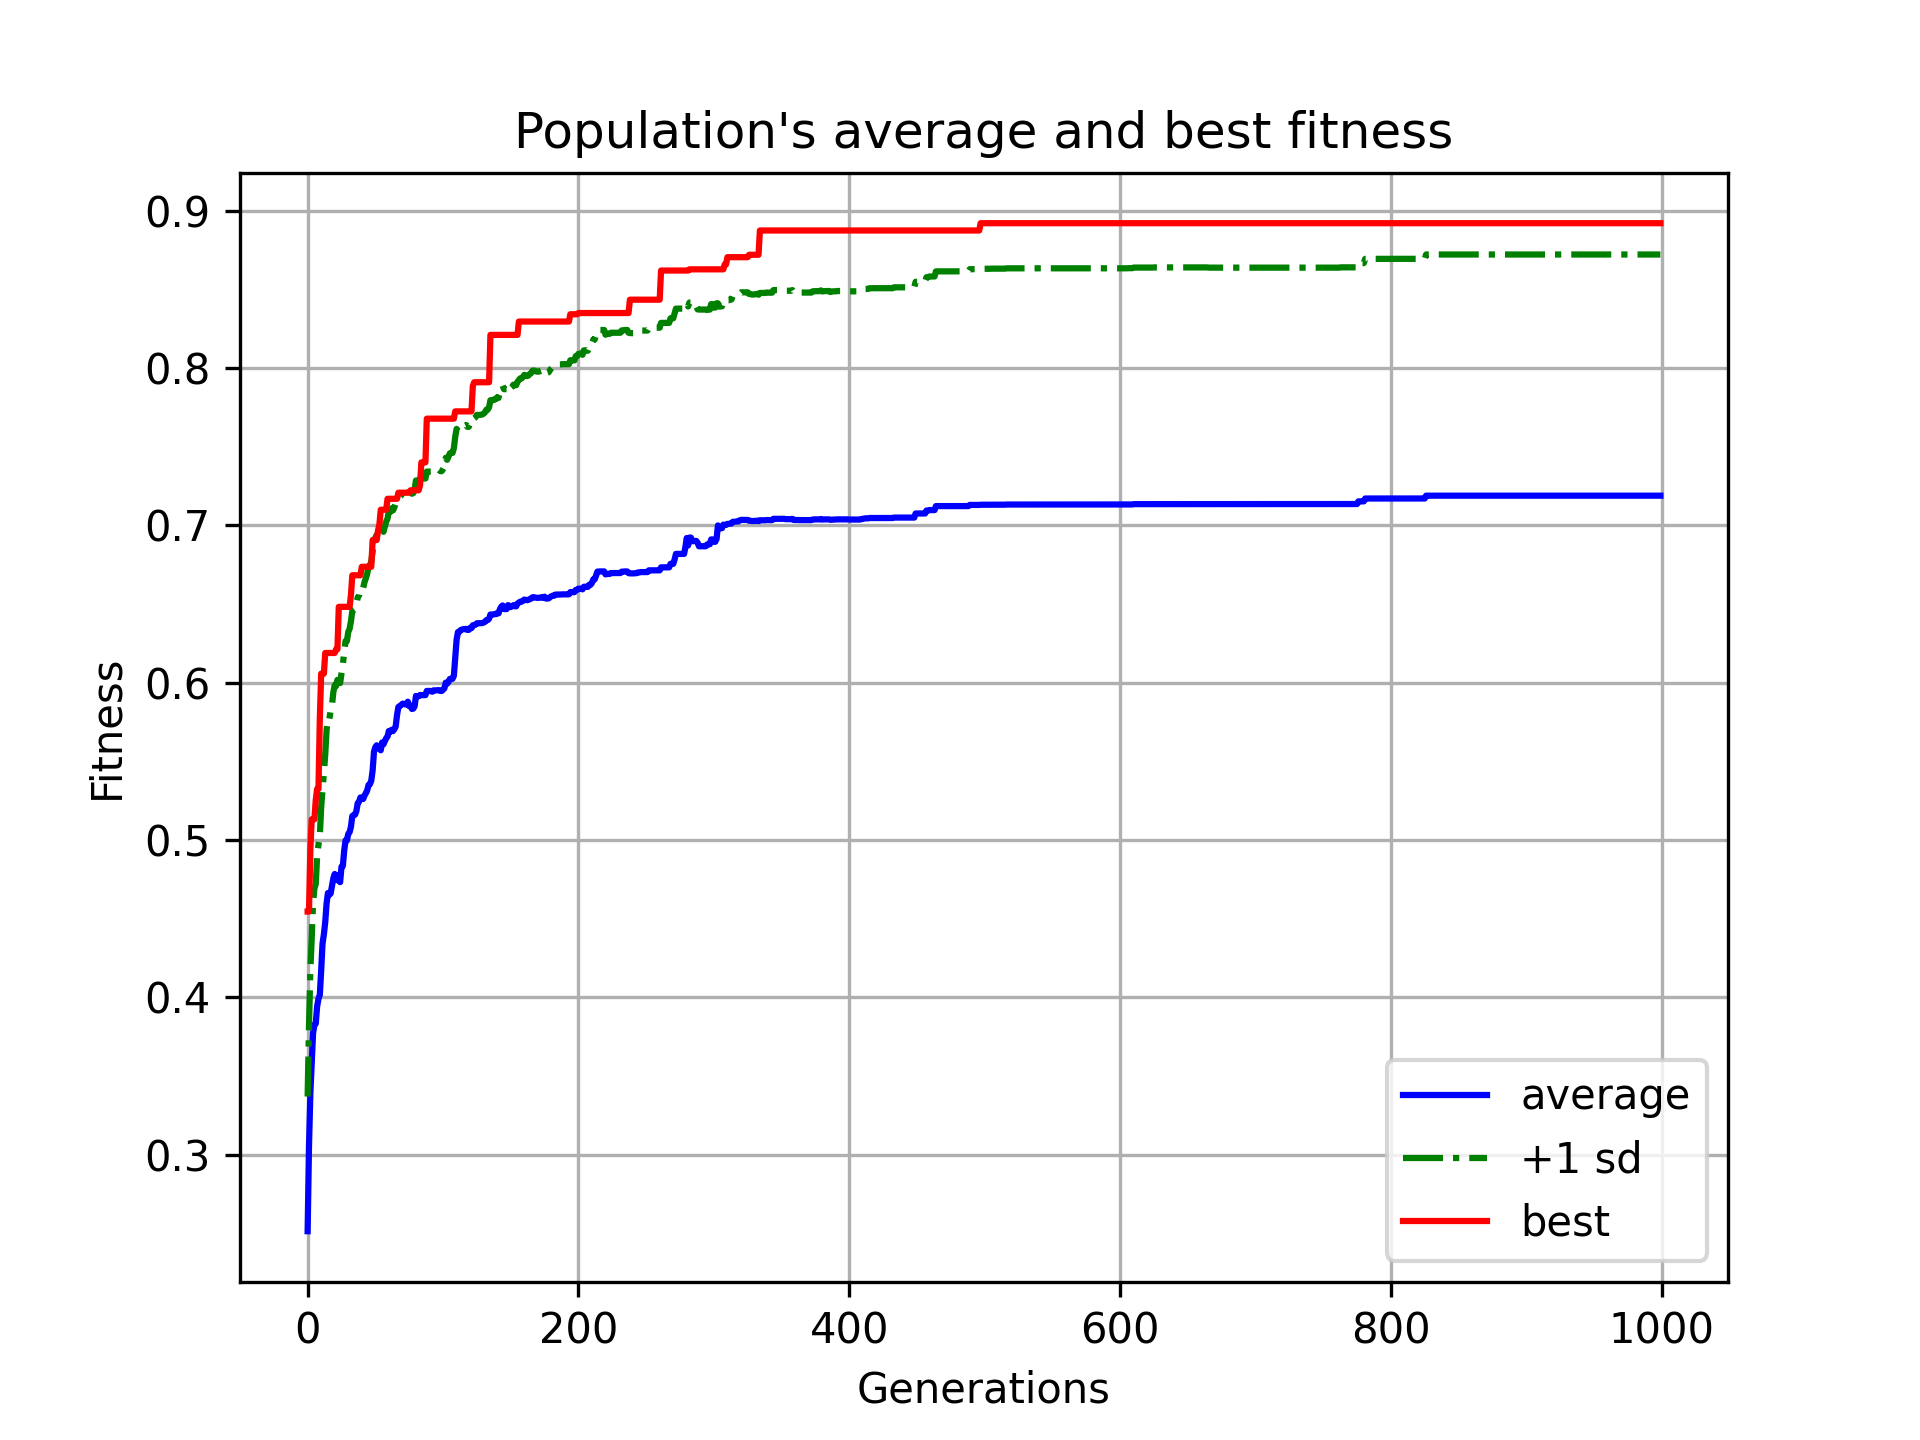 Population's average and best fitness
Fitness
0.9
0.8
0.7
0.6
0.5
0.4
0.3
average
+1 sd
best
0 200 400 600 800 1000
Generations